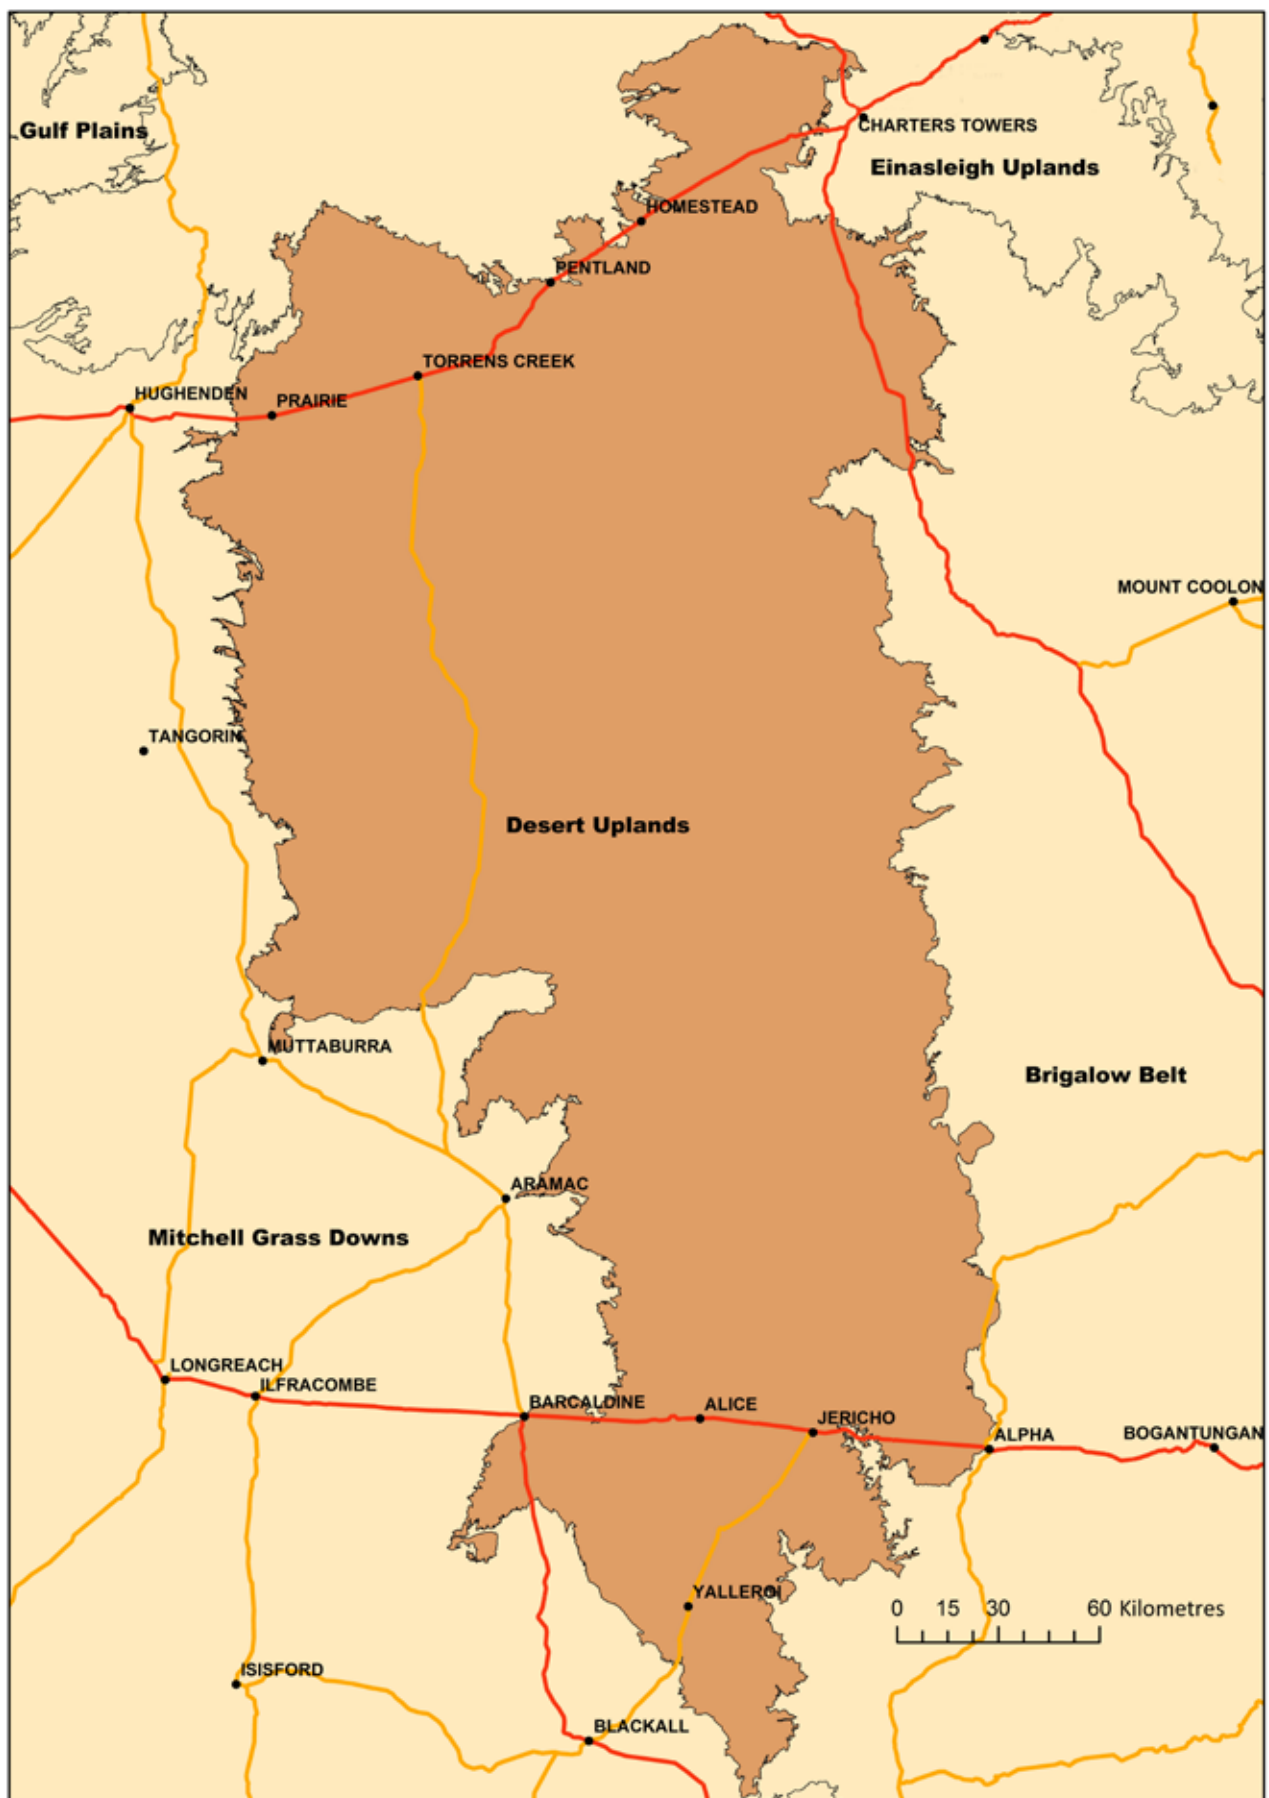 Gulf Plains
CHARTERS TOWERS
Einasleigh Uplands
HOMESTEAD
PENTLAND
TORRENS CREEK
HUGHENDEN
PRAIRIE
MOUNT COOLON
TANGORIN
Desert Uplands
MUTTABURRA
Brigalow Belt
ARAMAC
Mitchell Grass Downs
LONGREACH
ILFRACOMBE
BARCALDINE
ALICE
JERICHO
ALPHA
BOGANTUNGAN
YALLEROI
0 15 30 60 Kilometres
ISISFORD
BLACKALL